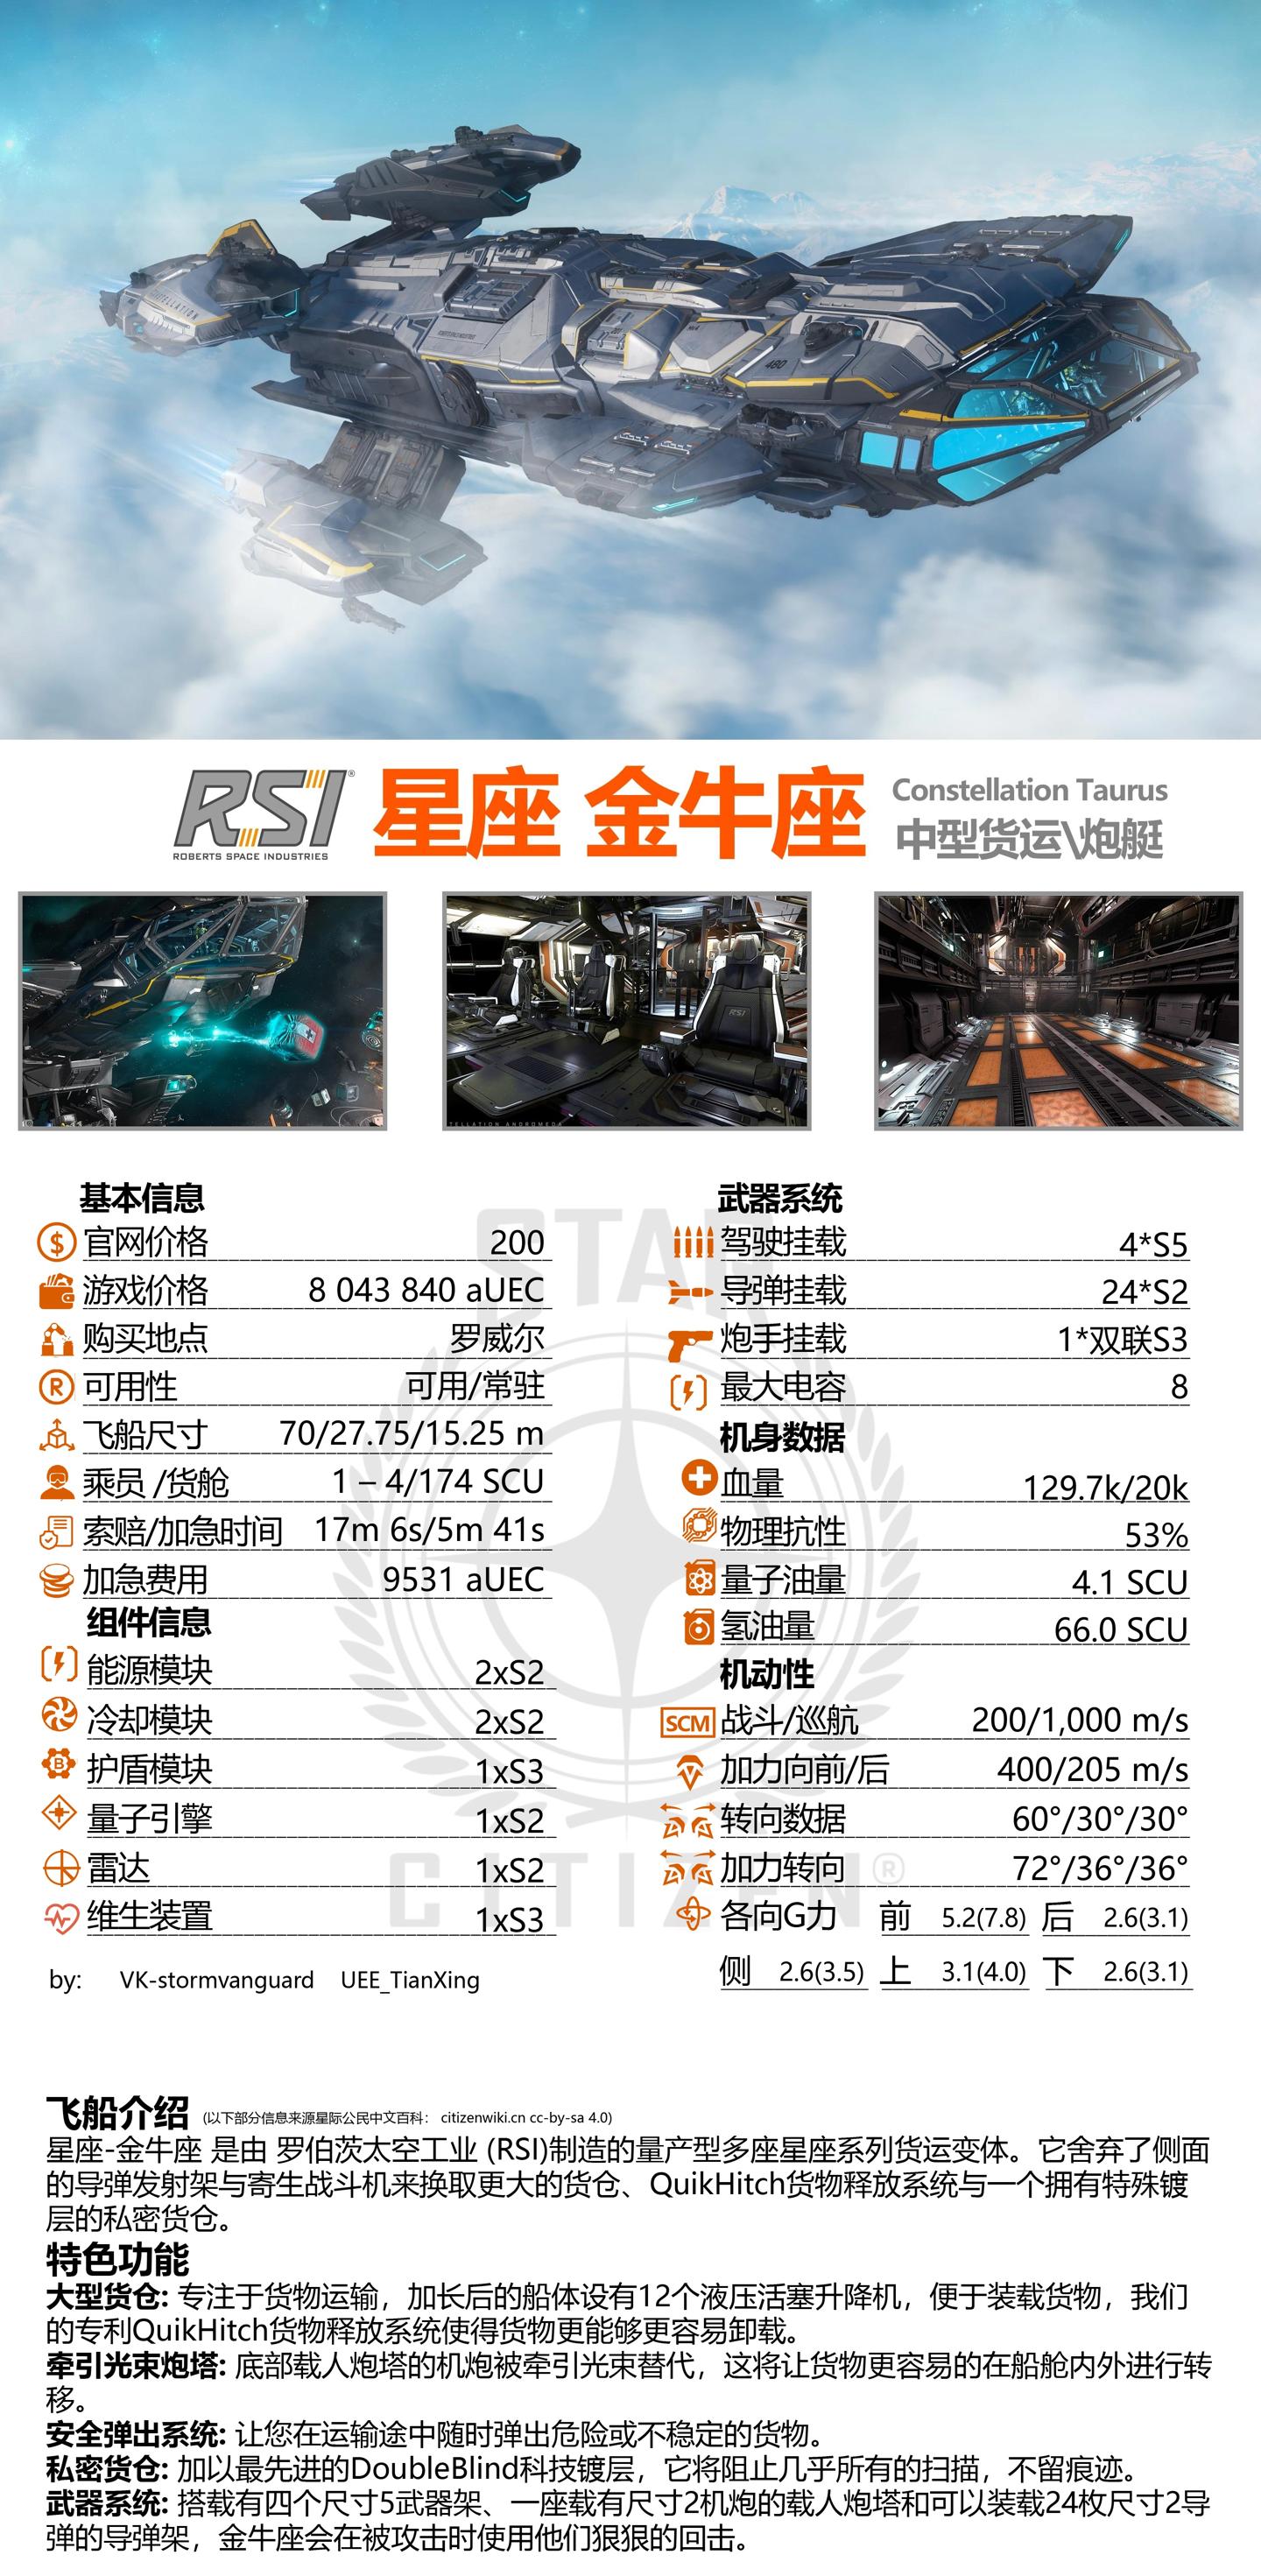 RSI®
ROBERTS SPACE INDUSTRIES
星座 金牛座
Constellation Taurus
中型货运\炮艇
RSI
TELLATION ANDROMEDA
STAR
CITIZEN®
基本信息
官网价格 200
游戏价格 8 043 840 aUEC
购买地点 罗威尔
可用性 可用/常驻
飞船尺寸 70/27.75/15.25 m
乘员 /货舱 1 – 4/174 SCU
索赔/加急时间 17m 6s/5m 41s
加急费用 9531 aUEC
组件信息
能源模块 2xS2
冷却模块 2xS2
护盾模块 1xS3
量子引擎 1xS2
雷达 1xS2
维生装置 1xS3
by: VK-stormvanguard UEE_TianXing
武器系统
驾驶挂载 4*S5
导弹挂载 24*S2
炮手挂载 1*双联S3
最大电容 8
机身数据
血量 129.7k/20k
物理抗性 53%
量子油量 4.1 SCU
氢油量 66.0 SCU
机动性
SCM 战斗/巡航 200/1,000 m/s
加力向前/后 400/205 m/s
转向数据 60°/30°/30°
加力转向 72°/36°/36°
各向G力 前 5.2(7.8) 后 2.6(3.1)
侧 2.6(3.5) 上 3.1(4.0) 下 2.6(3.1)
飞船介绍 (以下部分信息来源星际公民中文百科： citizenwiki.cn cc-by-sa 4.0)
星座-金牛座 是由 罗伯茨太空工业 (RSI)制造的量产型多座星座系列货运变体。它舍弃了侧面
的导弹发射架与寄生战斗机来换取更大的货仓、QuikHitch货物释放系统与一个拥有特殊镀
层的私密货仓。
特色功能
大型货仓: 专注于货物运输，加长后的船体设有12个液压活塞升降机，便于装载货物，我们
的专利QuikHitch货物释放系统使得货物更能够更容易卸载。
牵引光束炮塔: 底部载人炮塔的机炮被牵引光束替代，这将让货物更容易的在船舱内外进行转
移。
安全弹出系统: 让您在运输途中随时弹出危险或不稳定的货物。
私密货仓: 加以最先进的DoubleBlind科技镀层，它将阻止几乎所有的扫描，不留痕迹。
武器系统: 搭载有四个尺寸5武器架、一座载有尺寸2机炮的载人炮塔和可以装载24枚尺寸2导
弹的导弹架，金牛座会在被攻击时使用他们狠狠的回击。